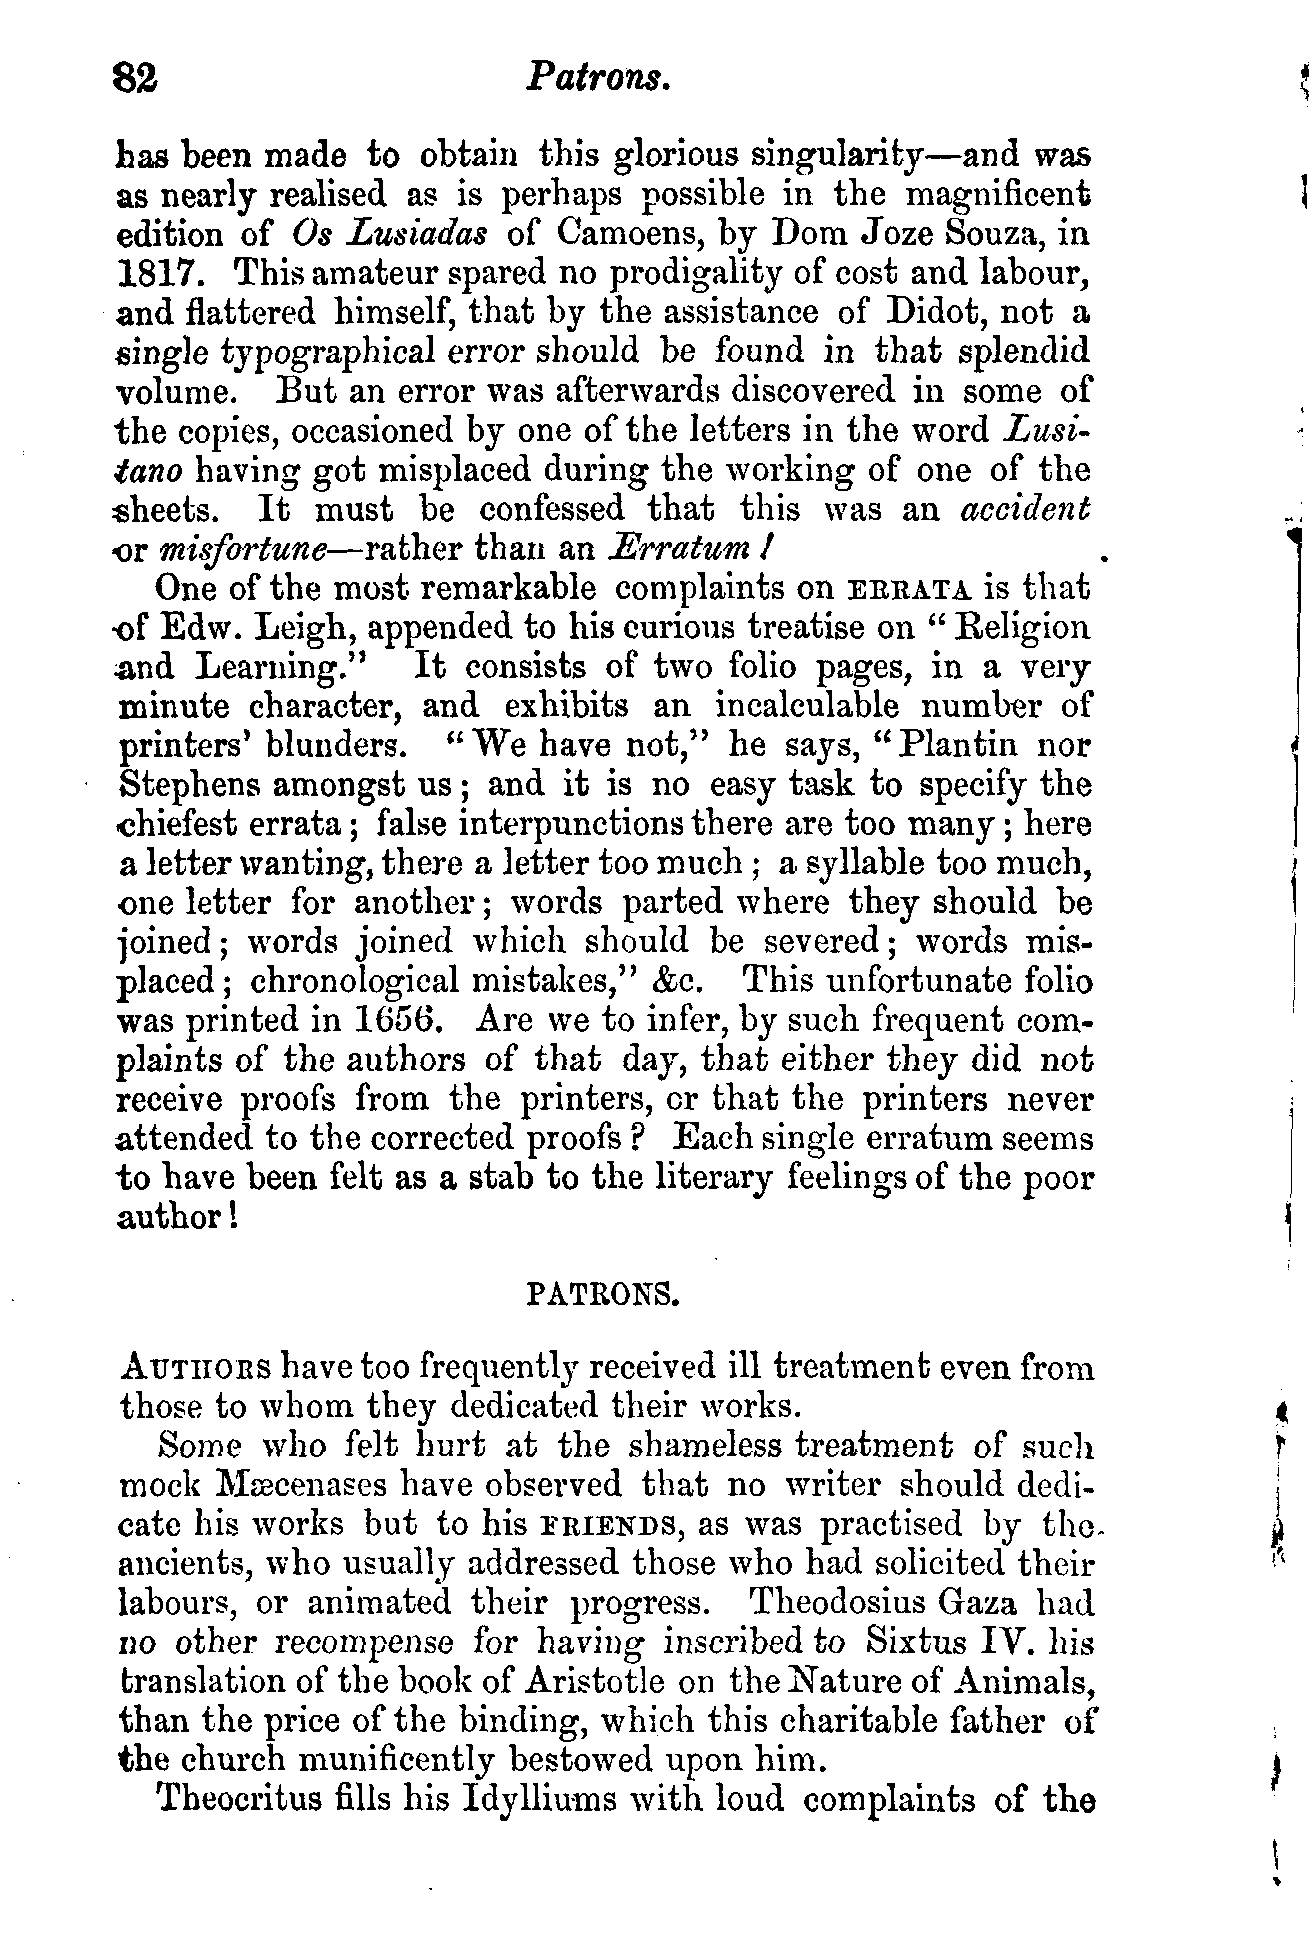 82 Patrons.
has been made to obtain this glorious singularity—and was
as nearly realised as is perhaps possible in the magnificent
edition of Os Lusiadas of Camoens, by Dom Joze Souza, in
1817. This amateur spared no prodigality of cost and labour,
and flattered himself, that by the assistance of Didot, not a
single typographical error should be found in that splendid
volume. But an error was afterwards discovered in some of
the copies, occasioned by one of the letters in the word Lusi-
tano having got misplaced during the working of one of the
sheets. It must be confessed that this was an accident
or misfortune—rather than an Erratum!
One of the most remarkable complaints on ERRATA is that
of Edw. Leigh, appended to his curious treatise on “Religion
and Learning.” It consists of two folio pages, in a very
minute character, and exhibits an incalculable number of
printers’ blunders. “We have not,” he says, “Plantin nor
Stephens amongst us; and it is no easy task to specify the
chiefest errata; false interpunctions there are too many; here
a letter wanting, there a letter too much; a syllable too much,
one letter for another; words parted where they should be
joined; words joined which should be severed; words mis-
placed; chronological mistakes,” &c. This unfortunate folio
was printed in 1656. Are we to infer, by such frequent com-
plaints of the authors of that day, that either they did not
receive proofs from the printers, or that the printers never
attended to the corrected proofs? Each single erratum seems
to have been felt as a stab to the literary feelings of the poor
author!
PATRONS.
AUTHORS have too frequently received ill treatment even from
those to whom they dedicated their works.
Some who felt hurt at the shameless treatment of such
mock Mæcenases have observed that no writer should dedi-
cate his works but to his FRIENDS, as was practised by the
ancients, who usually addressed those who had solicited their
labours, or animated their progress. Theodosius Gaza had
no other recompense for having inscribed to Sixtus IV. his
translation of the book of Aristotle on the Nature of Animals,
than the price of the binding, which this charitable father of
the church munificently bestowed upon him.
Theocritus fills his Idylliums with loud complaints of the